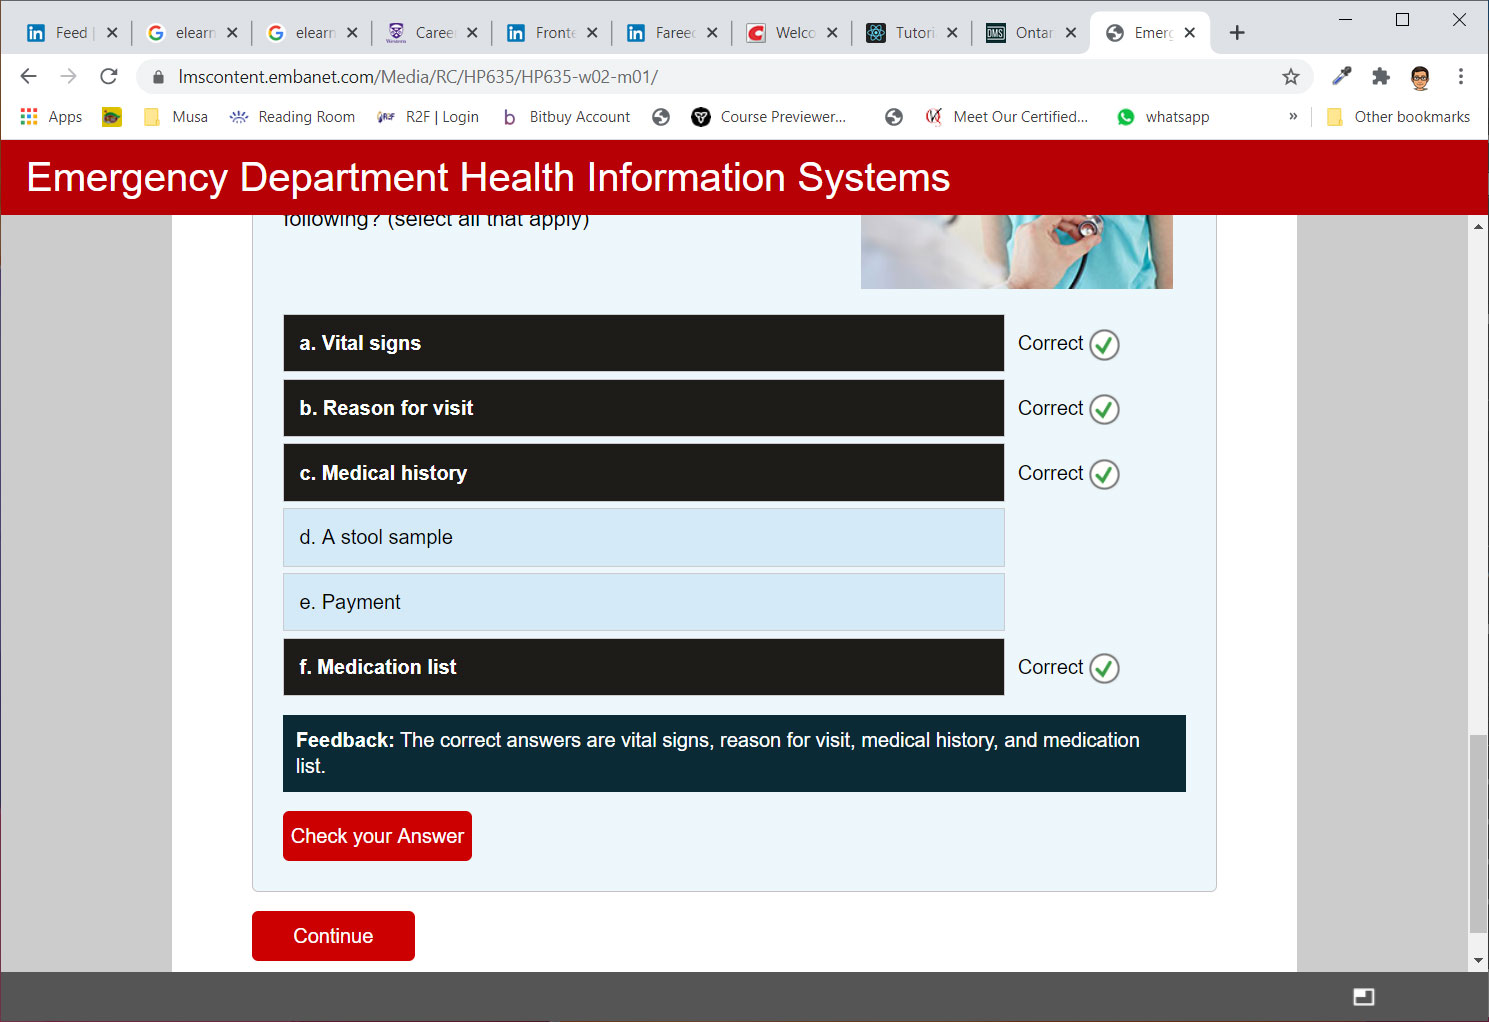 Feed
elearn
elearn
Career
Fronte
Fareed
Welco
Tutori
DMS
Ontar
Emerg
lmscontent.embanet.com/Media/RC/HP635/HP635-w02-m01/
Apps
Musa
Reading Room
R2F | Login
b
Bitbuy Account
Course Previewer...
Meet Our Certified...
whatsapp
»
Other bookmarks
Emergency Department Health Information Systems
following? (select all that apply)
a. Vital signs
Correct
b. Reason for visit
Correct
c. Medical history
Correct
d. A stool sample
e. Payment
f. Medication list
Correct
Feedback: The correct answers are vital signs, reason for visit, medical history, and medication
list.
Check your Answer
Continue